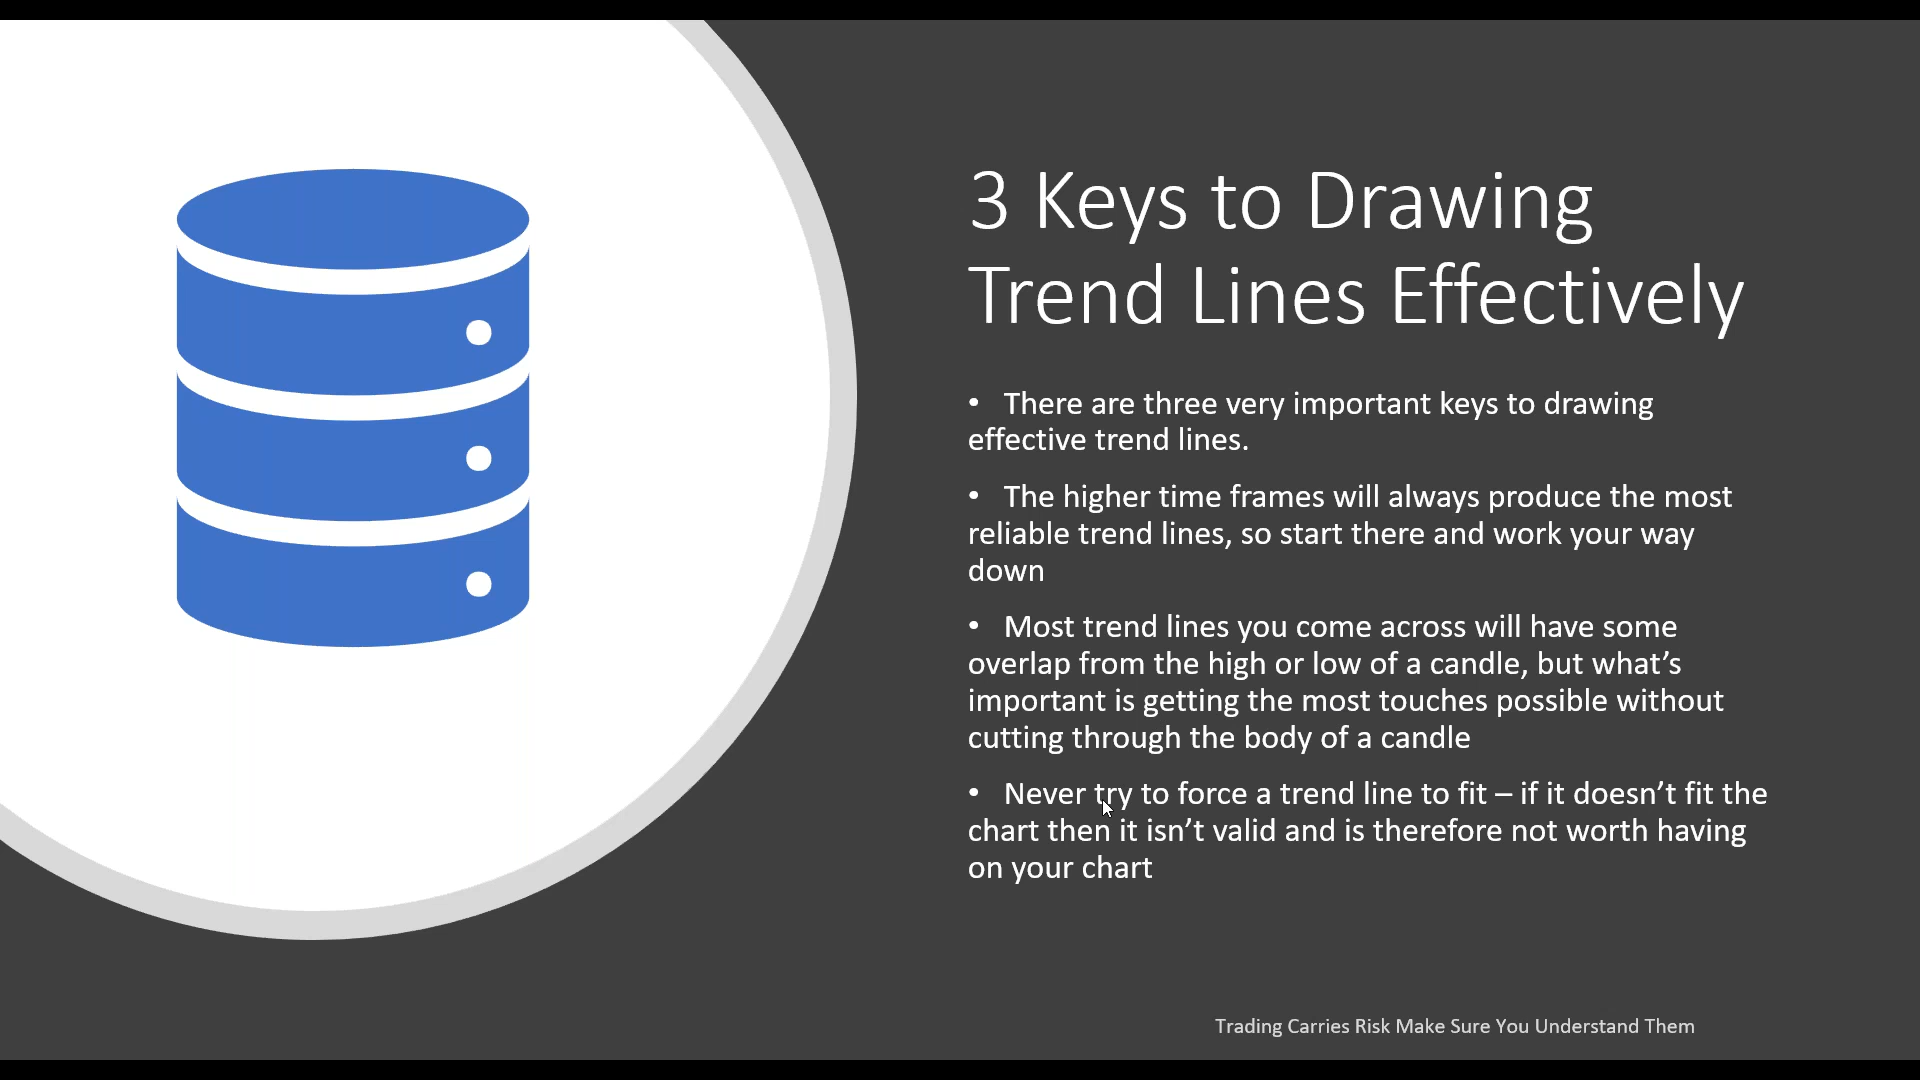 3 Keys to Drawing
Trend Lines Effectively
• There are three very important keys to drawing
effective trend lines.
• The higher time frames will always produce the most
reliable trend lines, so start there and work your way
down
• Most trend lines you come across will have some
overlap from the high or low of a candle, but what’s
important is getting the most touches possible without
cutting through the body of a candle
• Never try to force a trend line to fit – if it doesn’t fit the
chart then it isn’t valid and is therefore not worth having
on your chart
Trading Carries Risk Make Sure You Understand Them